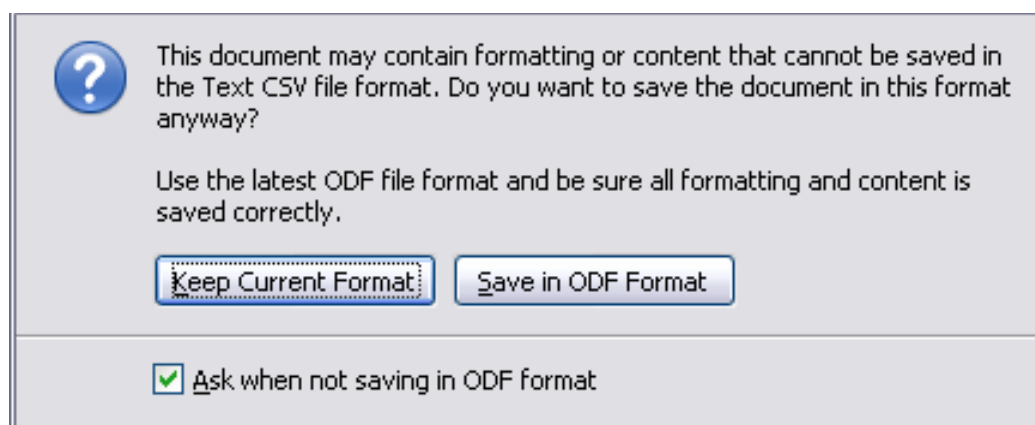 This document may contain formatting or content that cannot be saved in
the Text CSV file format. Do you want to save the document in this format
anyway?
Use the latest ODF file format and be sure all formatting and content is
saved correctly.
Keep Current Format
Save in ODF Format
Ask when not saving in ODF format